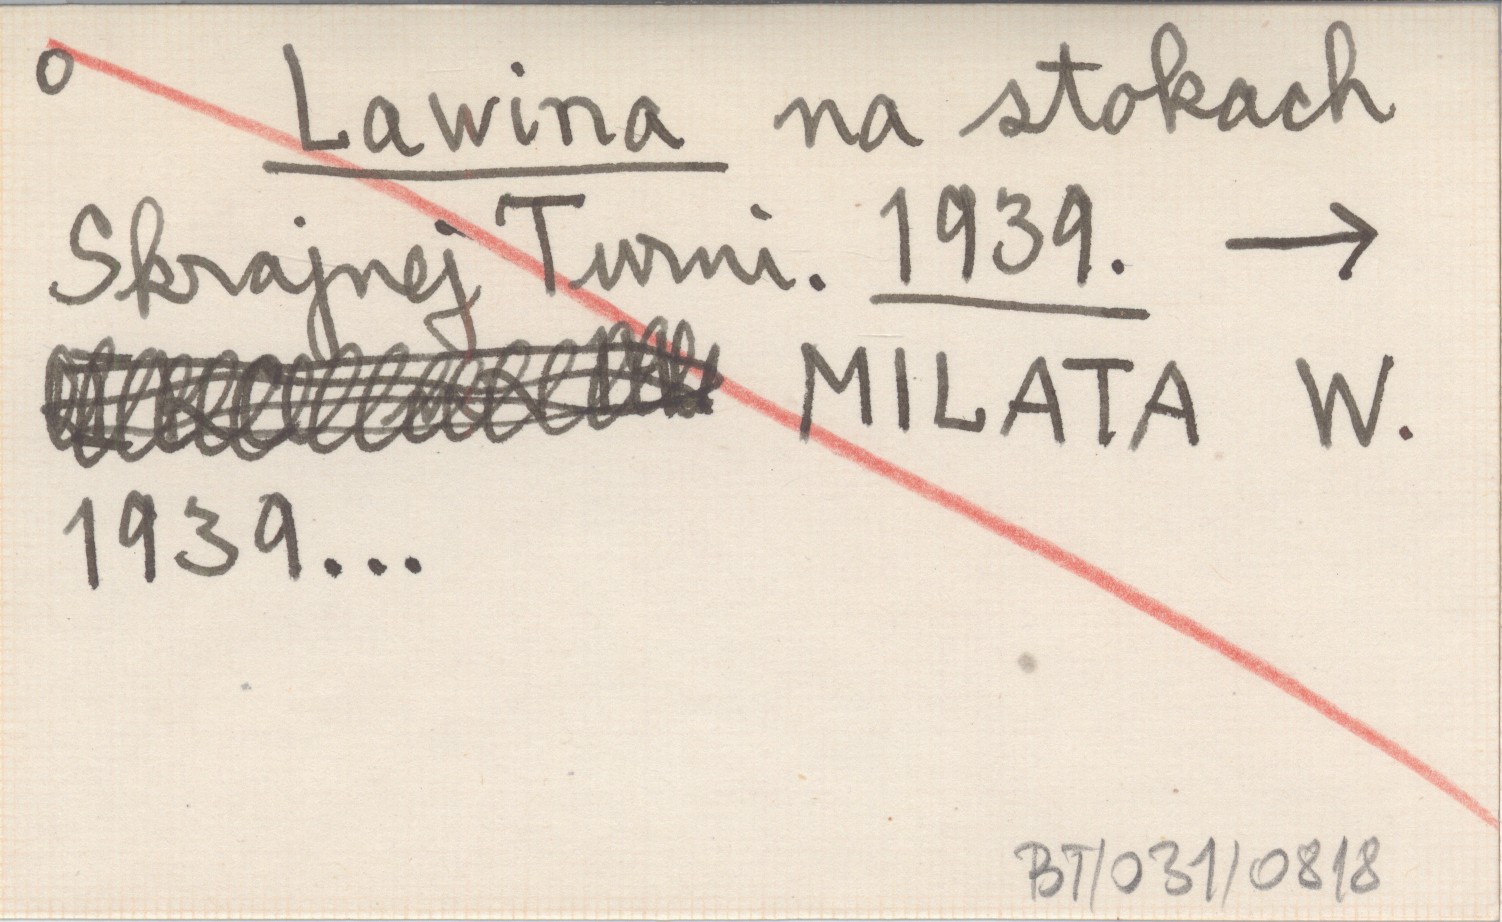 o Lawina na stokach
Skrajnej Turni. 1939. →
MILATA W.
1939...
BT/031/0818